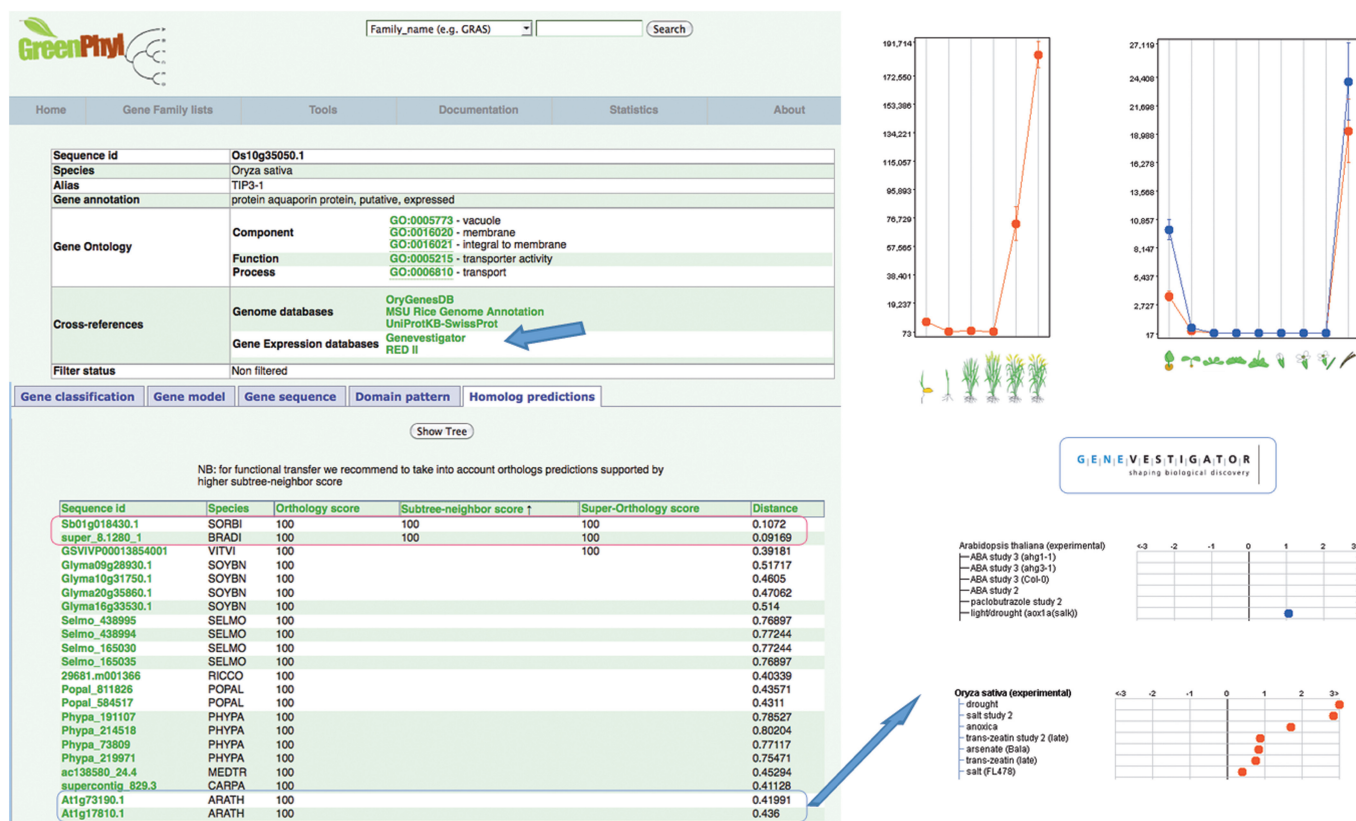 GreenPhyl
Family_name (e.g. GRAS) Search
Home Gene Family lists Tools Documentation Statistics About
Sequence id Os10g35050.1
Species Oryza sativa
Alias TIP3-1
Gene annotation protein aquaporin protein, putative, expressed
Gene Ontology
Component
GO:0005773 - vacuole
GO:0016020 - membrane
GO:0016021 - integral to membrane
Function GO:0005215 - transporter activity
Process GO:0006810 - transport
Cross-references
Genome databases
OryGenesDB
MSU Rice Genome Annotation
UniProtKB-SwissProt
Gene Expression databases
Genevestigator
RED II
Filter status Non filtered
Gene classification Gene model Gene sequence Domain pattern Homolog predictions
Show Tree
NB: for functional transfer we recommend to take into account orthologs predictions supported by
higher subtree-neighbor score
Sequence id Species Orthology score Subtree-neighbor score ↑ Super-Orthology score Distance
Sb01g018430.1 SORBI 100 100 100 0.1072
super_8.1280_1 BRADI 100 100 100 0.09169
GSVIVP00013854001 VITVI 100 100 0.39181
Glyma09g28930.1 SOYBN 100 0.51717
Glyma10g31750.1 SOYBN 100 0.4605
Glyma20g35860.1 SOYBN 100 0.47062
Glyma16g33530.1 SOYBN 100 0.514
Selmo_438995 SELMO 100 0.76897
Selmo_438994 SELMO 100 0.77244
Selmo_165030 SELMO 100 0.77244
Selmo_165035 SELMO 100 0.76897
29681.m001366 RICCO 100 0.40339
Popal_811826 POPAL 100 0.43571
Popal_584517 POPAL 100 0.4311
Phypa_191107 PHYPA 100 0.78527
Phypa_214518 PHYPA 100 0.80204
Phypa_73809 PHYPA 100 0.77117
Phypa_219971 PHYPA 100 0.75471
ac138580_24.4 MEDTR 100 0.45294
supercontig_829.3 CARPA 100 0.41128
At1g73190.1 ARATH 100 0.41991
At1g17810.1 ARATH 100 0.436
191,714
172,550
153,386
134,221
115,057
95,893
76,729
57,565
38,401
19,237
73
27,119
24,408
21,698
18,988
16,278
13,568
10,857
8,147
5,437
2,727
17
GENEVESTIGATOR
shaping biological discovery
Arabidopsis thaliana (experimental) <-3 -2 -1 0 1 2 3
ABA study 3 (ahg1-1)
ABA study 3 (ahg3-1)
ABA study 3 (Col-0)
ABA study 2
paclobutrazole study 2
light/drought (aox1a(salk))
Oryza sativa (experimental) <-3 -2 -1 0 1 2 3>
drought
salt study 2
anoxica
trans-zeatin study 2 (late)
arsenate (Bala)
trans-zeatin (late)
salt (FL478)